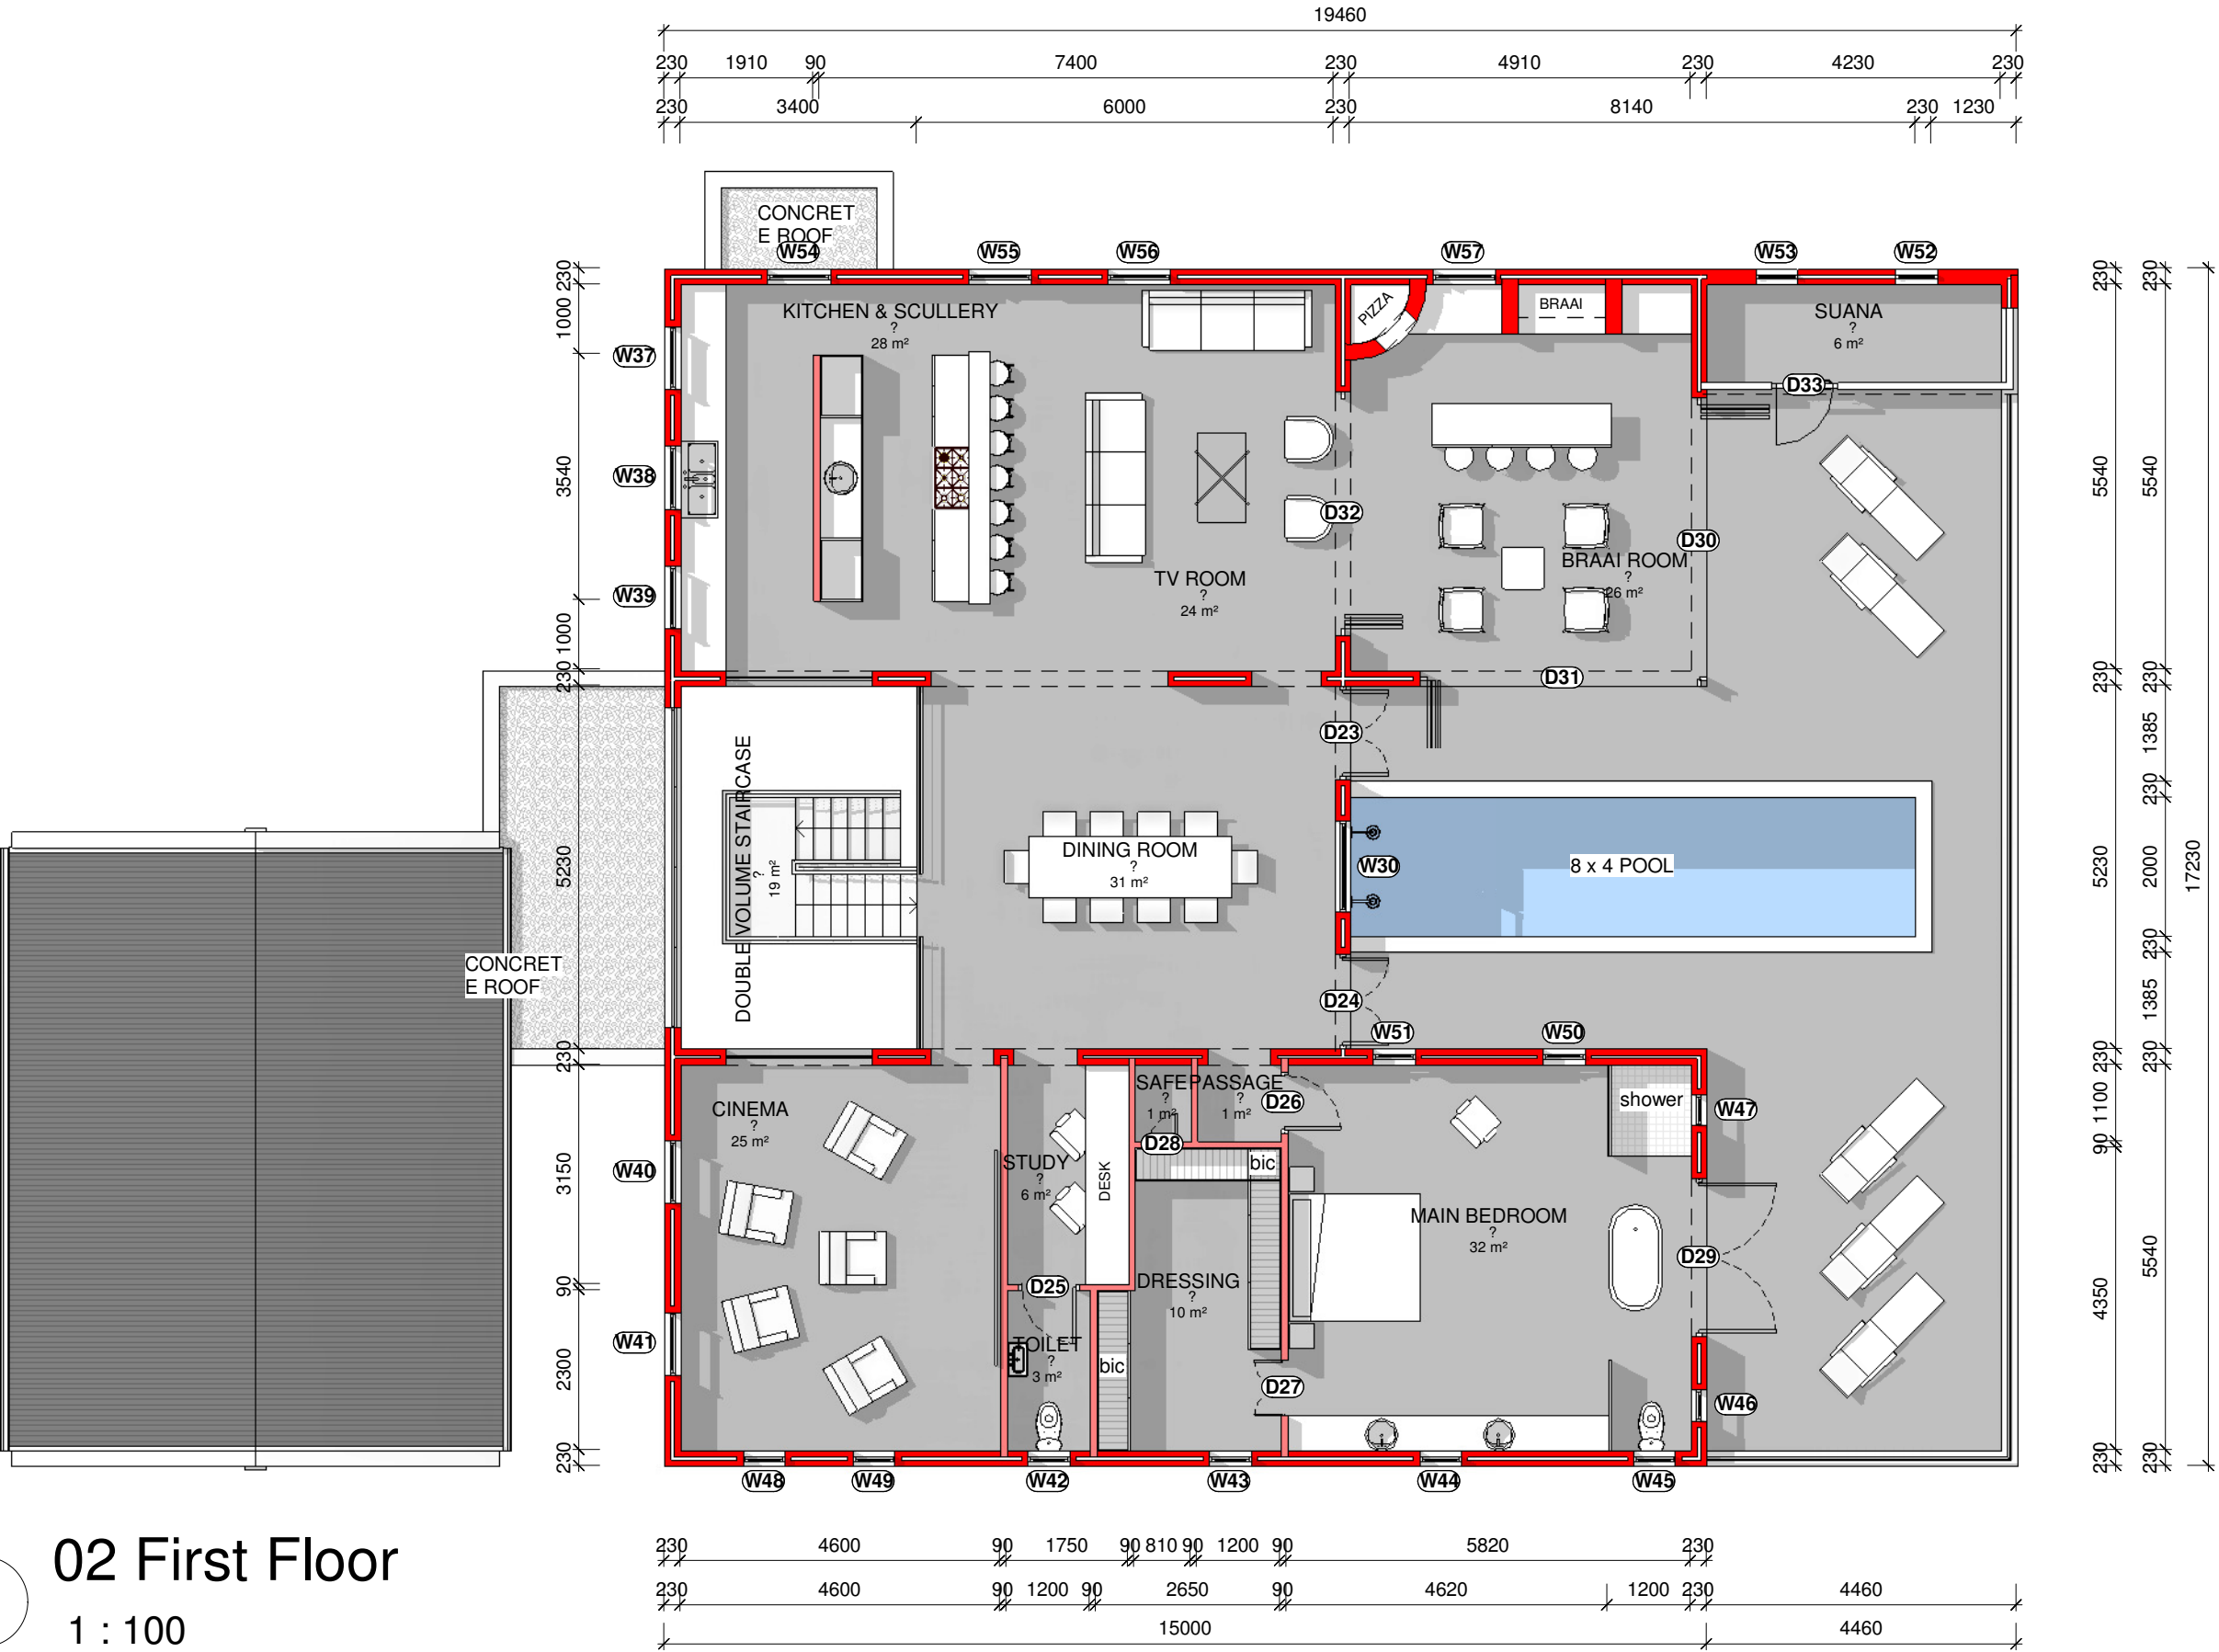 19460
230 1910 90 7400 230 4910 230 4230 230
230 3400 6000 230 8140 230 1230
CONCRET
E ROOF
W54 W55 W56 W57 W53 W52
KITCHEN & SCULLERY
?
28 m²
PIZZA
BRAAI
SUANA
?
6 m²
W37
W38
W39
D33
D32
D30
TV ROOM
?
24 m²
BRAAI ROOM
?
26 m²
D31
D23
DOUBLE VOLUME STAIRCASE
?
19 m²
DINING ROOM
?
31 m²
W30
8 x 4 POOL
CONCRET
E ROOF
D24
W51 W50
CINEMA
?
25 m²
STUDY
?
6 m²
DESK
SAFE
?
1 m²
PASSAGE
?
1 m²
D26
D28
bic
shower
W47
W40
MAIN BEDROOM
?
32 m²
D29
D25
DRESSING
?
10 m²
W41
TOILET
?
3 m²
bic
D27
W46
W48 W49 W42 W43 W44 W45
230
1000
3540
1000
230
5230
230
3150
90
2300
230
230
5540
230
5230
230
1100
90
4350
230
230
5540
230
1385
230
2000
230
1385
230
5540
230
17230
230 4600 90 1750 90 810 90 1200 90 5820 230
230 4600 90 1200 90 2650 90 4620 1200 230 4460
15000 4460
02 First Floor
1 : 100